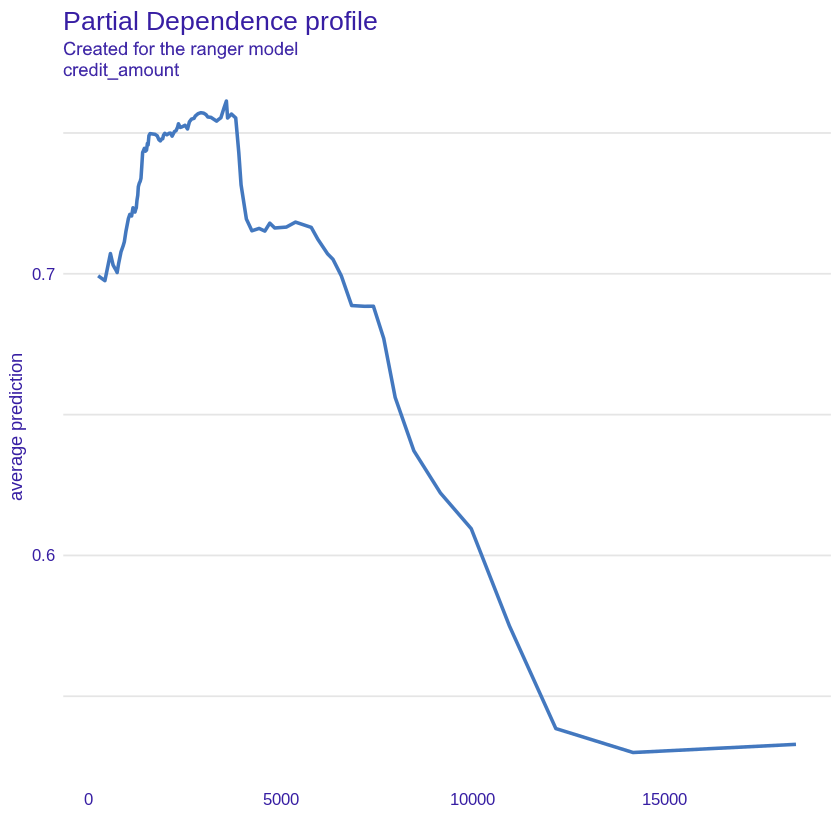 Partial Dependence profile
Created for the ranger model
credit_amount
average prediction
0.7
0.6
0
5000
10000
15000